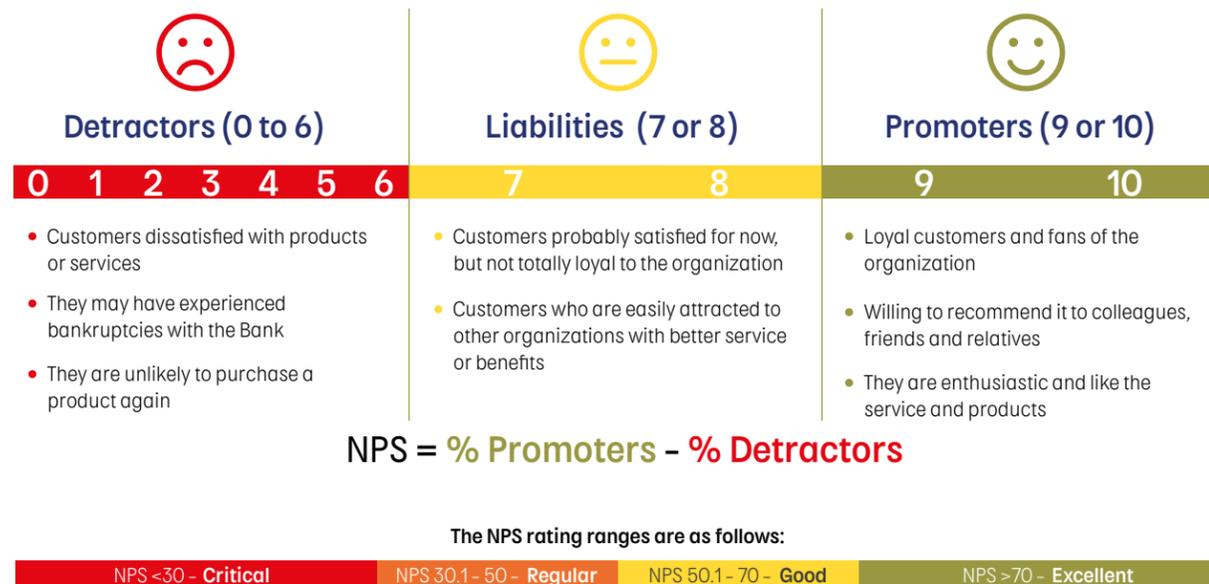 Detractors (0 to 6)
Liabilities (7 or 8)
Promoters (9 or 10)
0 1 2 3 4 5 6 7 8 9 10
Customers dissatisfied with products
or services
They may have experienced
bankruptcies with the Bank
They are unlikely to purchase a
product again
Customers probably satisfied for now,
but not totally loyal to the organization
Customers who are easily attracted to
other organizations with better service
or benefits
Loyal customers and fans of the
organization
Willing to recommend it to colleagues,
friends and relatives
They are enthusiastic and like the
service and products
NPS = % Promoters - % Detractors
The NPS rating ranges are as follows:
NPS <30 - Critical
NPS 30.1 - 50 - Regular
NPS 50.1 - 70 - Good
NPS >70 - Excellent